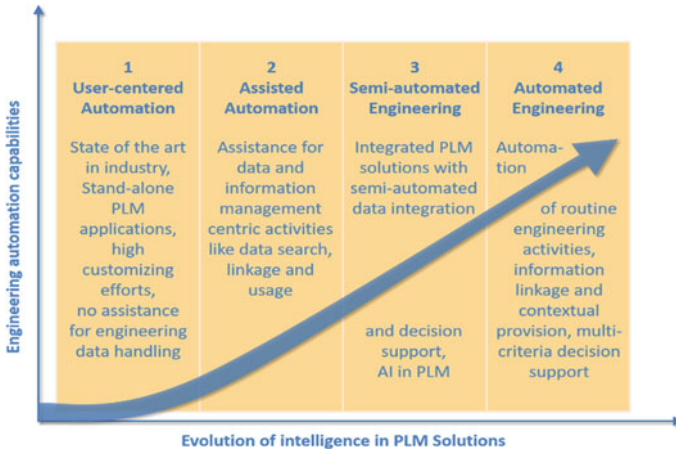 Engineering automation capabilities
1
User-centered
Automation
State of the art
in industry,
Stand-alone
PLM
applications,
high
customizing
efforts,
no assistance
for engineering
data handling
2
Assisted
Automation
Assistance for
data and
information
management
centric activities
like data search,
linkage and
usage
3
Semi-automated
Engineering
Integrated PLM
solutions with
semi-automated
data integration
and decision
support,
AI in PLM
4
Automated
Engineering
Automa-
tion
of routine
engineering
activities,
information
linkage and
contextual
provision, multi-
criteria decision
support
Evolution of intelligence in PLM Solutions